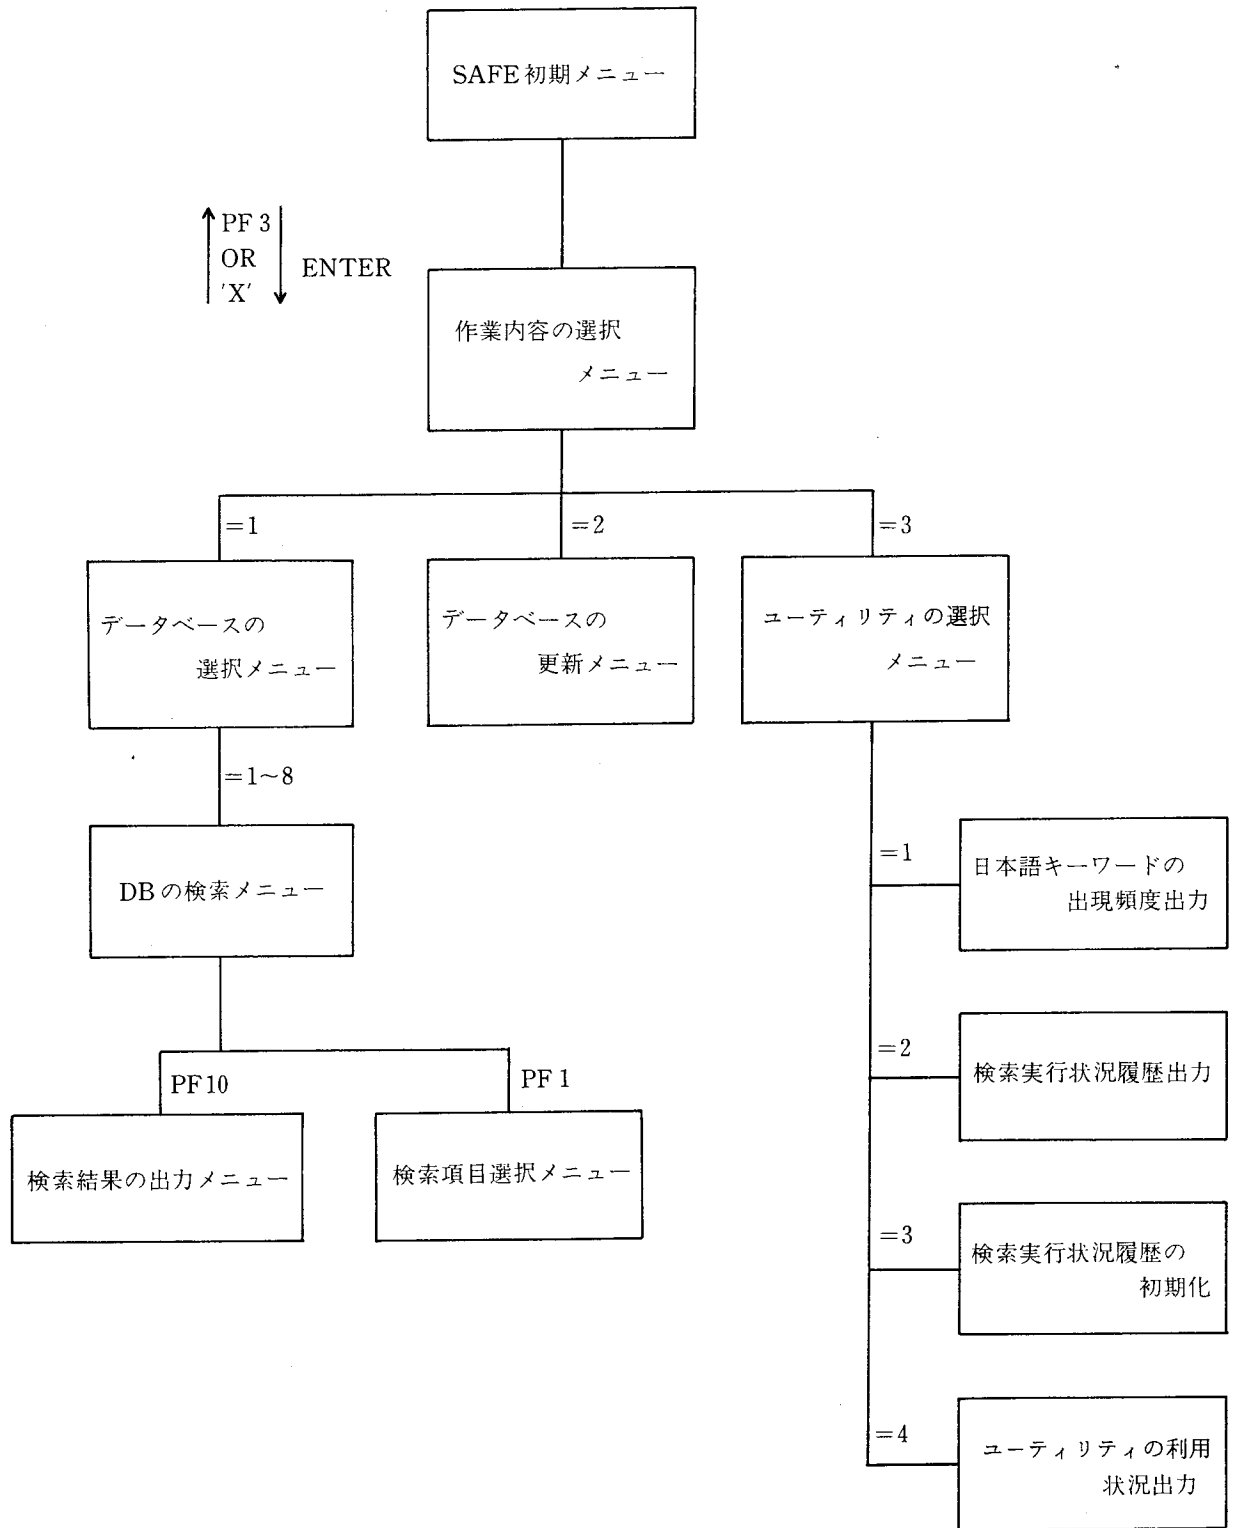 SAFE初期メニュー
PF 3
OR
'X'
ENTER
作業内容の選択
メニュー
=1
=2
=3
データベースの
選択メニュー
データベースの
更新メニュー
ユーティリティの選択
メニュー
=1~8
DBの検索メニュー
PF10
PF 1
検索結果の出力メニュー
検索項目選択メニュー
=1
日本語キーワードの
出現頻度出力
=2
検索実行状況履歴出力
=3
検索実行状況履歴の
初期化
=4
ユーティリティの利用
状況出力